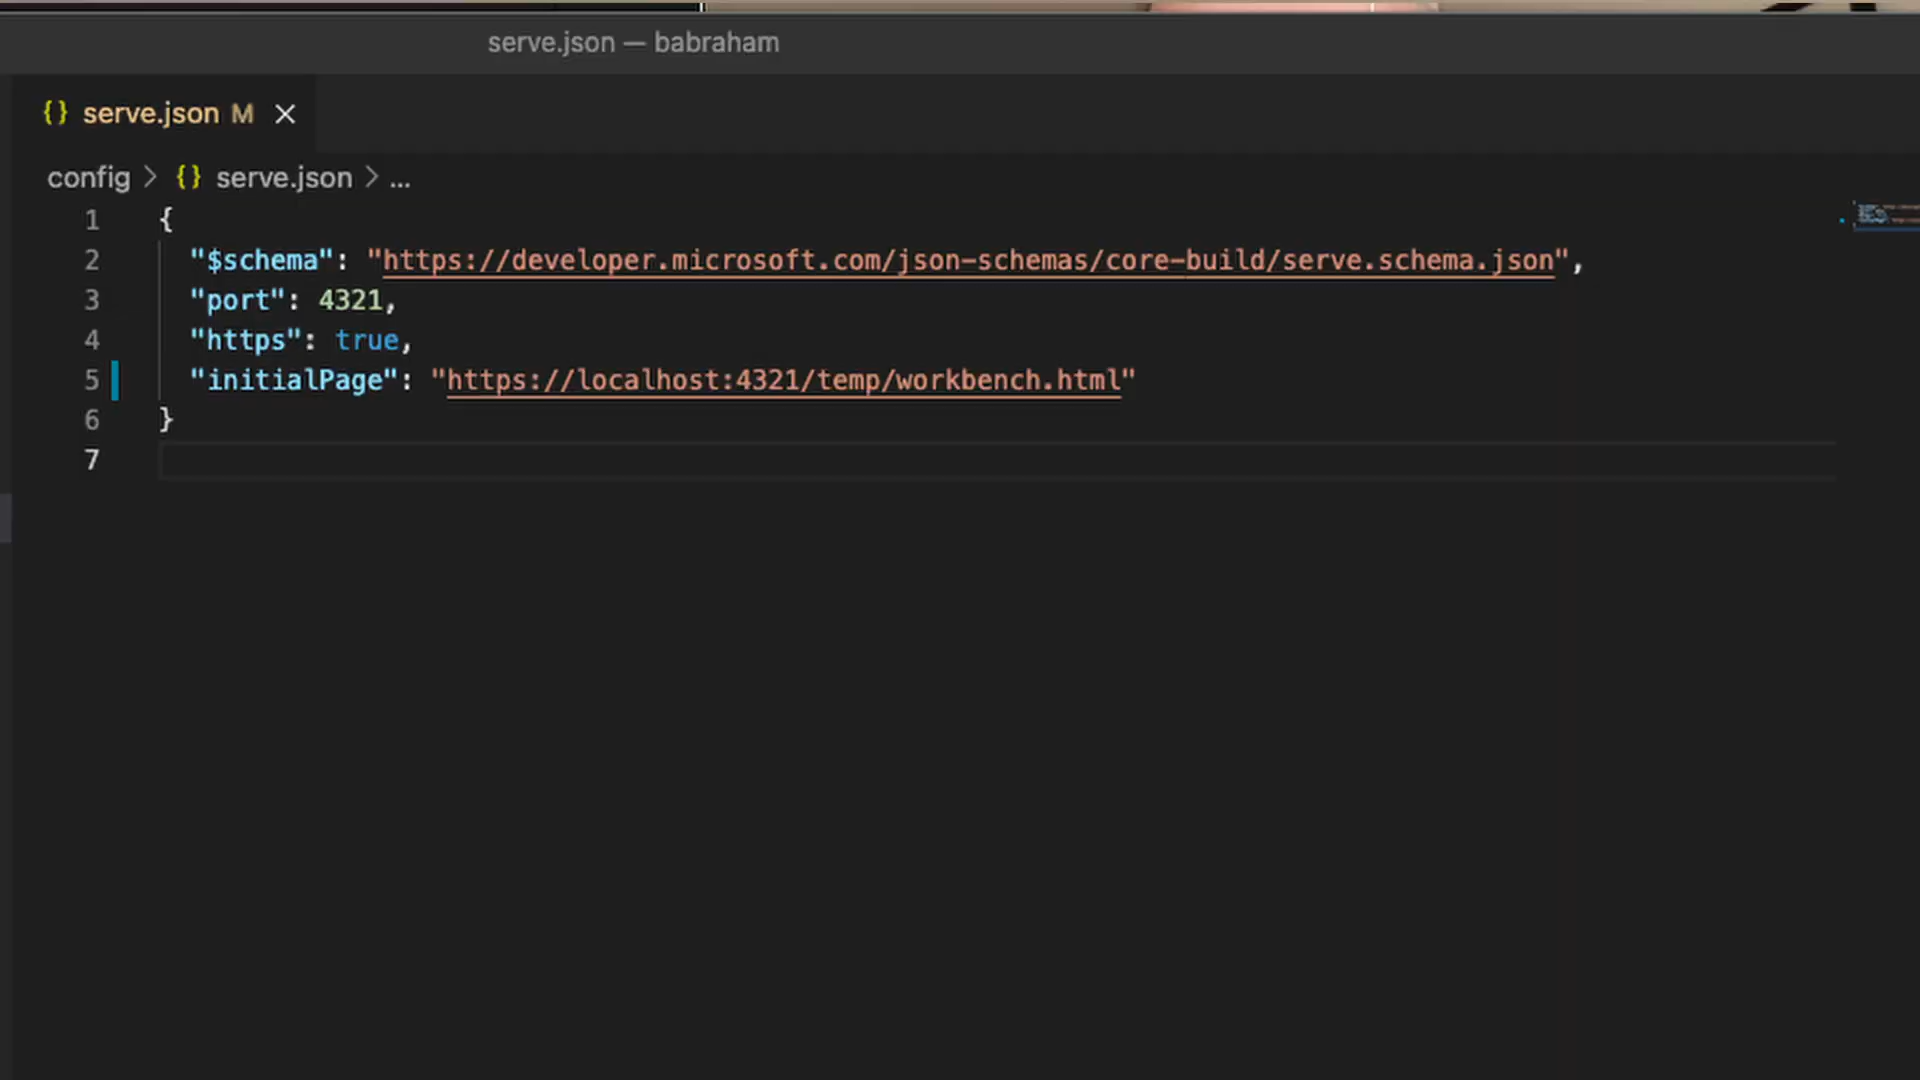 serve.json — babraham
{} serve.json M
config > {} serve.json > ...
1 {
2 "$schema": "https://developer.microsoft.com/json-schemas/core-build/serve.schema.json",
3 "port": 4321,
4 "https": true,
5 "initialPage": "https://localhost:4321/temp/workbench.html"
6 }
7